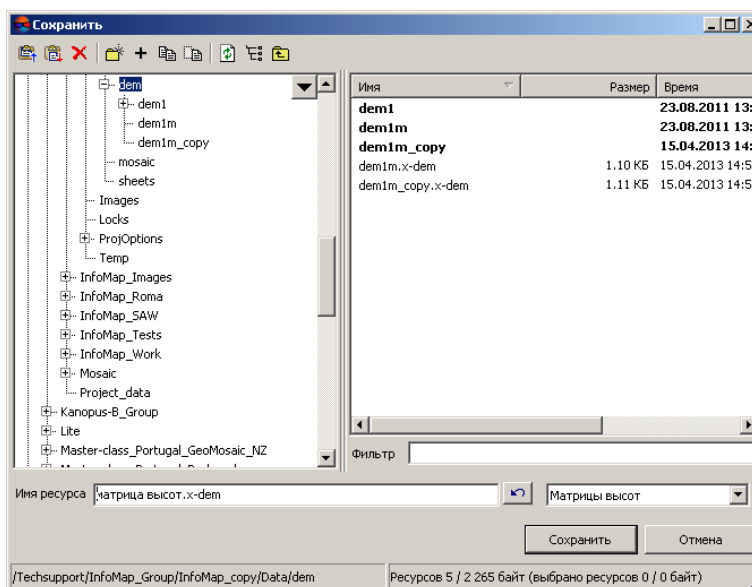 Сохранить
dem
dem1
dem1m
dem1m_copy
mosaic
sheets
Images
Locks
ProjOptions
Temp
InfoMap_Images
InfoMap_Roma
InfoMap_SAW
InfoMap_Tests
InfoMap_Work
Mosaic
Project_data
Kanopus-B_Group
Lite
Master-class_Portugal_GeoMosaic_NZ
Имя Размер Время
dem1 23.08.2011 13:
dem1m 23.08.2011 13:
dem1m_copy 15.04.2013 14:
dem1m.x-dem 1.10 КБ 15.04.2013 14:5
dem1m_copy.x-dem 1.11 КБ 15.04.2013 14:5
Фильтр
Имя ресурса матрица высот.x-dem Матрицы высот
Сохранить Отмена
/Techsupport/InfoMap_Group/InfoMap_copy/Data/dem Ресурсов 5 / 2 265 байт (выбрано ресурсов 0 / 0 байт)